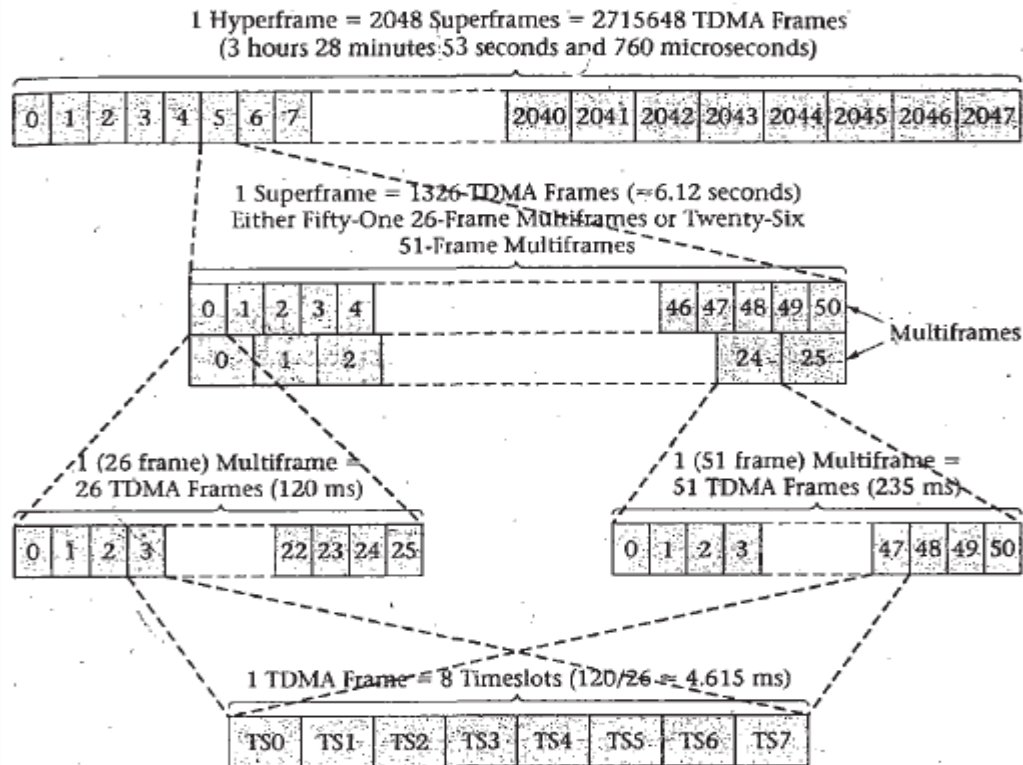 1 Hyperframe = 2048 Superframes = 2715648 TDMA Frames
(3 hours 28 minutes 53 seconds and 760 microseconds)
0 1 2 3 4 5 6 7 2040 2041 2042 2043 2044 2045 2046 2047
1 Superframe = 1326 TDMA Frames (=6.12 seconds)
Either Fifty-One 26-Frame Multiframes or Twenty-Six
51-Frame Multiframes
0 1 2 3 4 46 47 48 49 50
Multiframes
0 1 2 24 25
1 (26 frame) Multiframe =
26 TDMA Frames (120 ms)
1 (51 frame) Multiframe =
51 TDMA Frames (235 ms)
0 1 2 3 22 23 24 25
0 1 2 3 47 48 49 50
1 TDMA Frame = 8 Timeslots (120/26 = 4.615 ms)
TS0 TS1 TS2 TS3 TS4 TS5 TS6 TS7